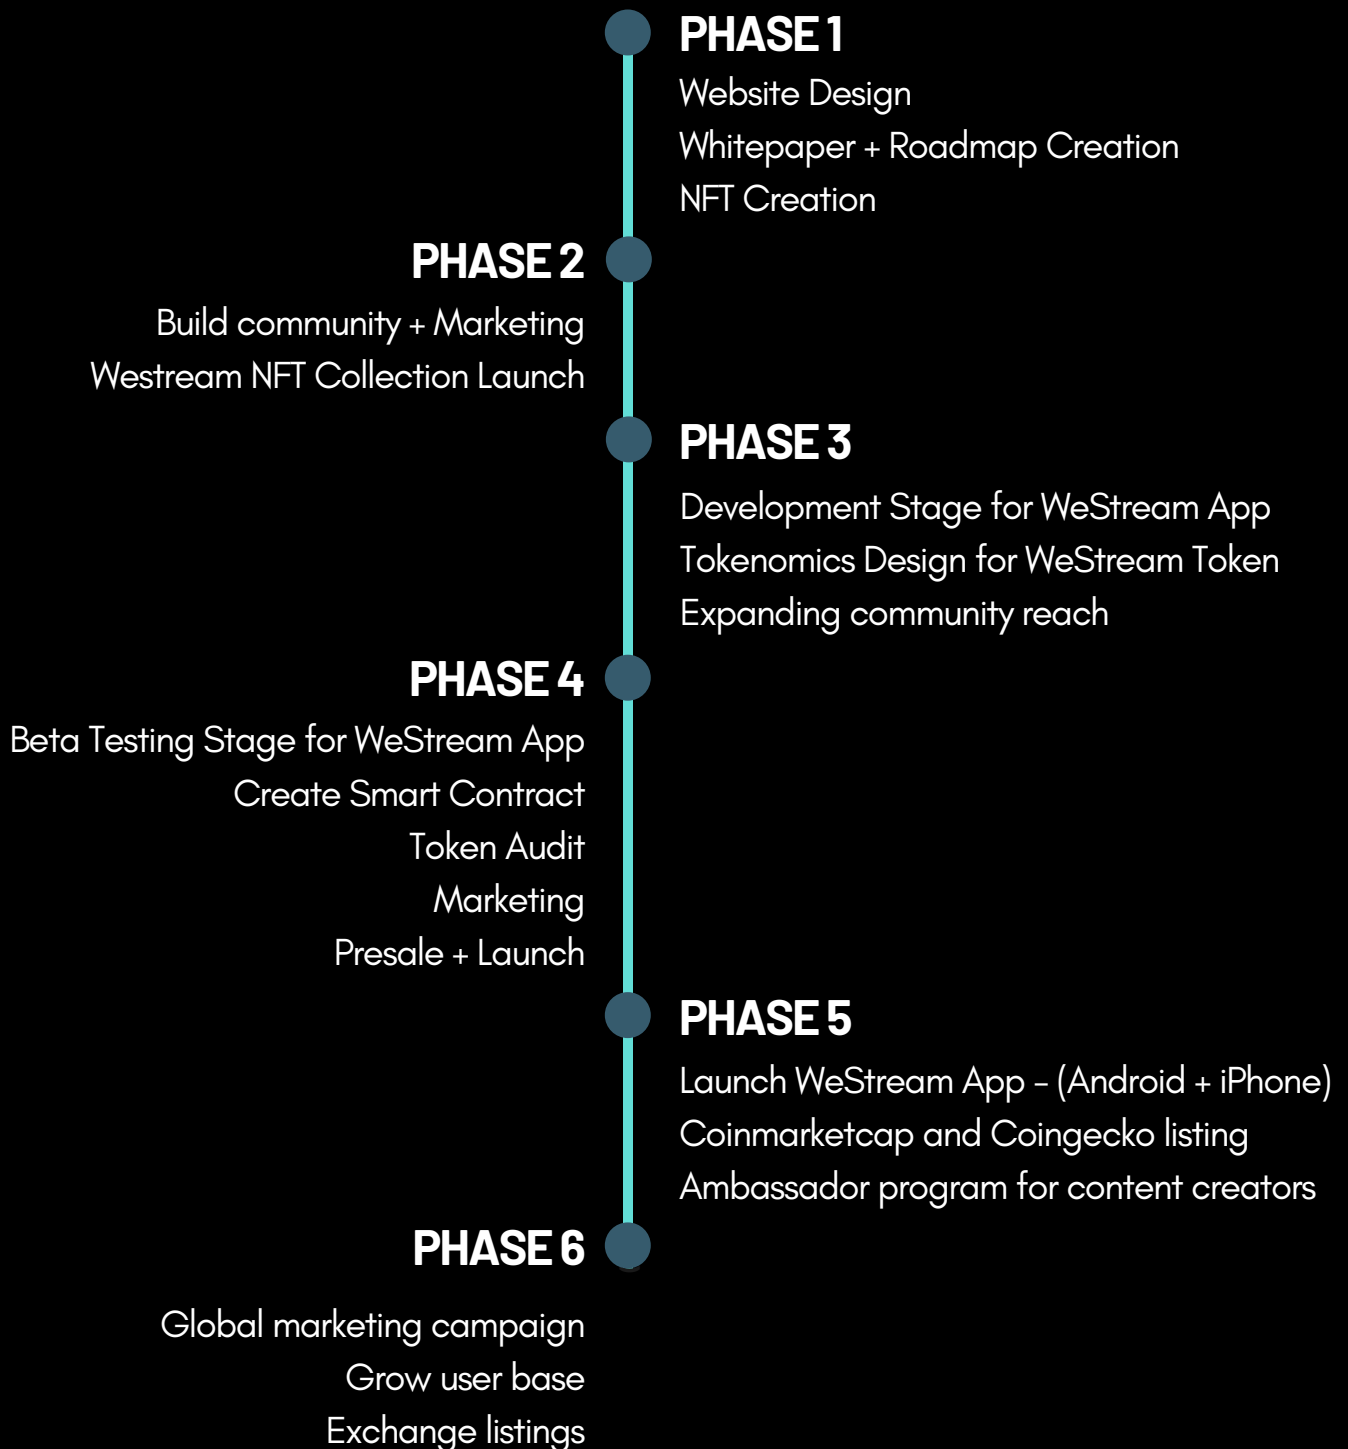 PHASE 1
Website Design
Whitepaper + Roadmap Creation
NFT Creation
PHASE 2
Build community + Marketing
Westream NFT Collection Launch
PHASE 3
Development Stage for WeStream App
Tokenomics Design for WeStream Token
Expanding community reach
PHASE 4
Beta Testing Stage for WeStream App
Create Smart Contract
Token Audit
Marketing
Presale + Launch
PHASE 5
Launch WeStream App - (Android + iPhone)
Coinmarketcap and Coingecko listing
Ambassador program for content creators
PHASE 6
Global marketing campaign
Grow user base
Exchange listings